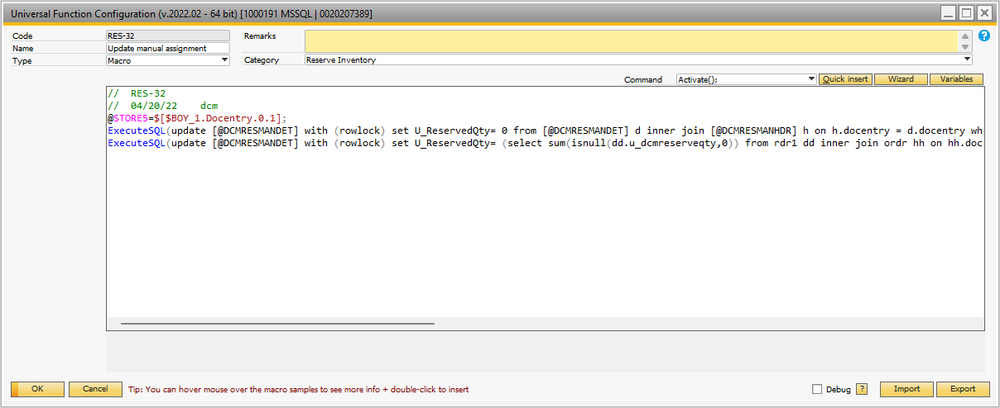 Universal Function Configuration (v.2022.02 - 64 bit) [1000191 MSSQL | 0020207389]
Code RES-32 Remarks
Name Update manual assignment
Type Macro Category Reserve Inventory
Command Activate(); Quick insert Wizard Variables
// RES-32
// 04/20/22 dcm
@STORE5=$[$BOY_1.Docentry.0.1];
ExecuteSQL(update [@DCMRESMANDET] with (rowlock) set U_ReservedQty= 0 from [@DCMRESMANDET] d inner join [@DCMRESMANHDR] h on h.docentry = d.docentry whe
ExecuteSQL(update [@DCMRESMANDET] with (rowlock) set U_ReservedQty= (select sum(isnull(dd.u_dcmreserveqty,0)) from rdr1 dd inner join ordr hh on hh.doc
OK Cancel Tip: You can hover mouse over the macro samples to see more info + double-click to insert Debug ? Import Export